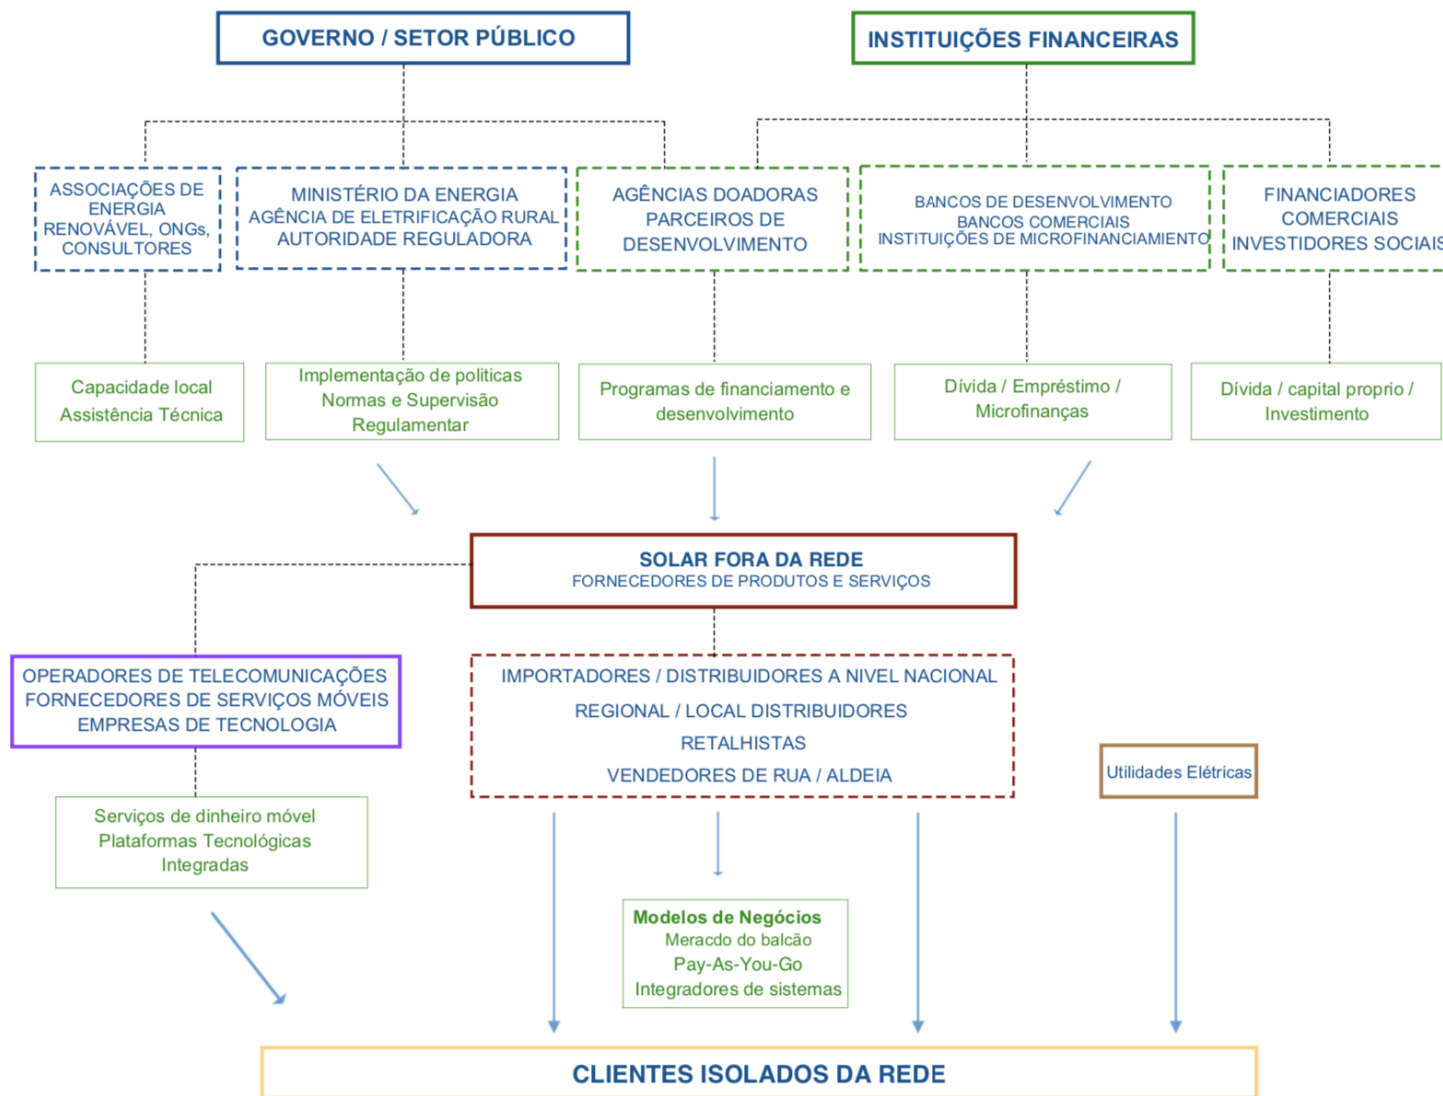 GOVERNO / SETOR PÚBLICO
INSTITUIÇÕES FINANCEIRAS
ASSOCIAÇÕES DE
ENERGIA
RENOVÁVEL, ONGs,
CONSULTORES
MINISTÉRIO DA ENERGIA
AGÊNCIA DE ELETRIFICAÇÃO RURAL
AUTORIDADE REGULADORA
AGÊNCIAS DOADORAS
PARCEIROS DE
DESENVOLVIMENTO
BANCOS DE DESENVOLVIMENTO
BANCOS COMERCIAIS
INSTITUIÇÕES DE MICROFINANCIAMIENTO
FINANCIADORES
COMERCIAIS
INVESTIDORES SOCIAIS
Capacidade local
Assistência Técnica
Implementação de politicas
Normas e Supervisão
Regulamentar
Programas de financiamento e
desenvolvimento
Dívida / Empréstimo /
Microfinanças
Dívida / capital proprio /
Investimento
SOLAR FORA DA REDE
FORNECEDORES DE PRODUTOS E SERVIÇOS
OPERADORES DE TELECOMUNICAÇÕES
FORNECEDORES DE SERVIÇOS MÓVEIS
EMPRESAS DE TECNOLOGIA
IMPORTADORES / DISTRIBUIDORES A NIVEL NACIONAL
REGIONAL / LOCAL DISTRIBUIDORES
RETALHISTAS
VENDEDORES DE RUA / ALDEIA
Utilidades Elétricas
Serviços de dinheiro móvel
Plataformas Tecnológicas
Integradas
Modelos de Negócios
Meracdo do balcão
Pay-As-You-Go
Integradores de sistemas
CLIENTES ISOLADOS DA REDE